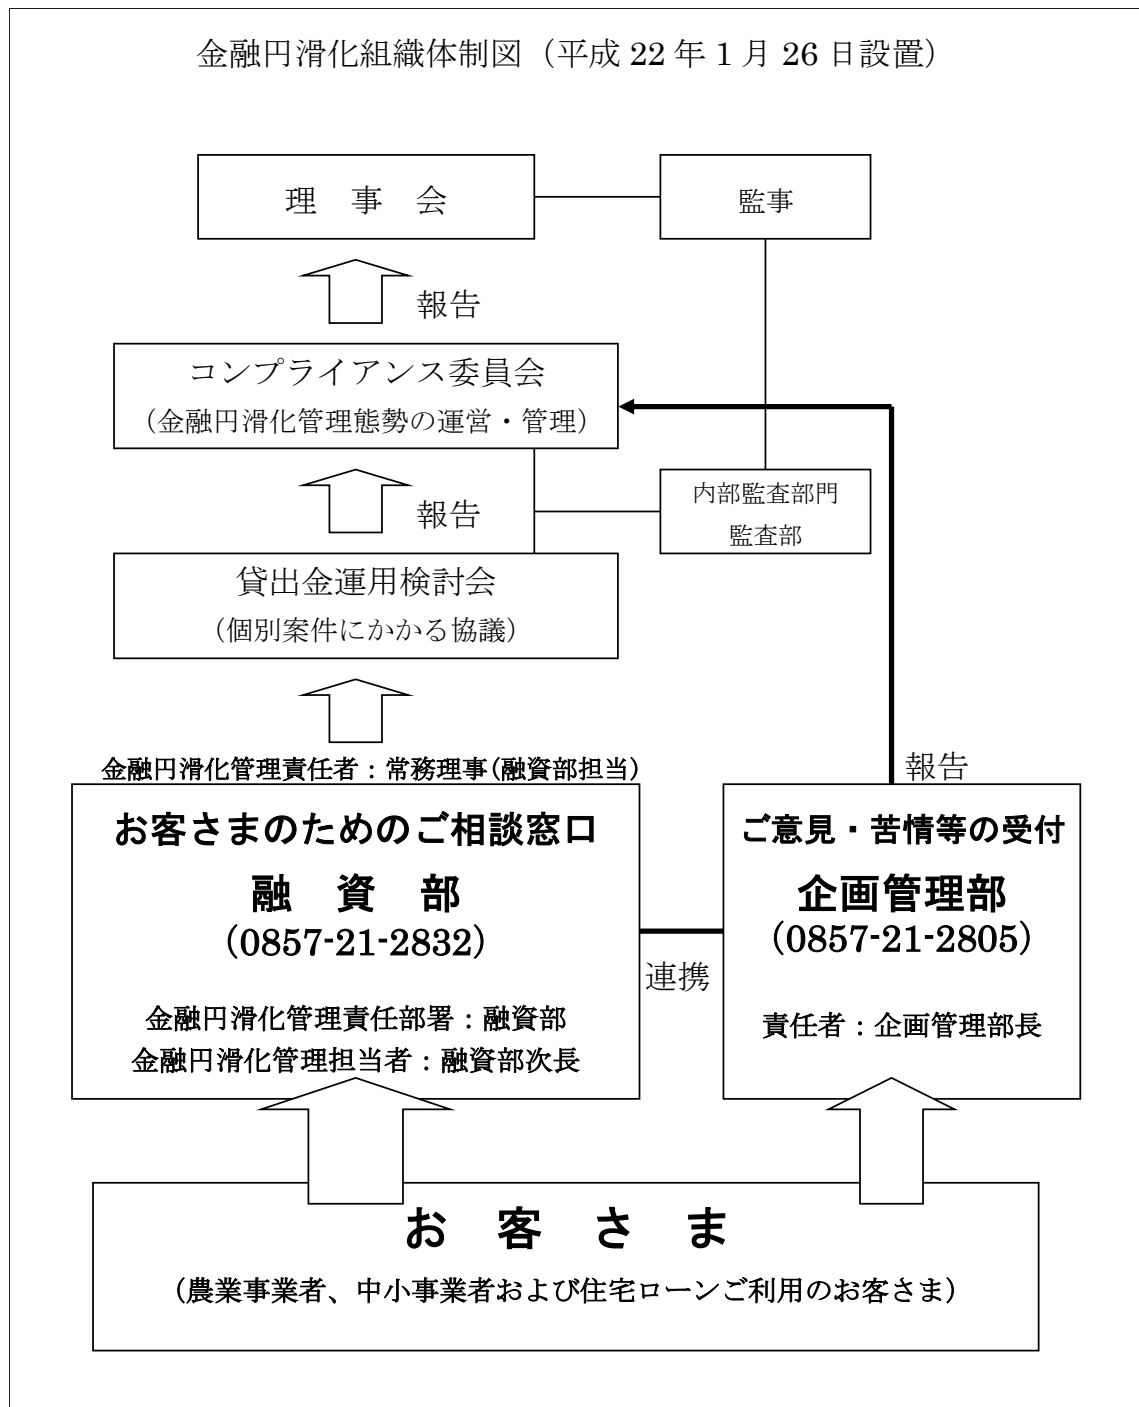 金融円滑化組織体制図（平成 22 年 1 月 26 日設置）
理　事　会
監事
報告
コンプライアンス委員会
（金融円滑化管理態勢の運営・管理）
報告
内部監査部門
監査部
貸出金運用検討会
（個別案件にかかる協議）
金融円滑化管理責任者：常務理事(融資部担当)
報告
お客さまのためのご相談窓口
融　資　部
（0857-21-2832）
金融円滑化管理責任部署：融資部
金融円滑化管理担当者：融資部次長
連携
ご意見・苦情等の受付
企画管理部
（0857-21-2805）
責任者：企画管理部長
お　客　さ　ま
（農業事業者、中小事業者および住宅ローンご利用のお客さま）